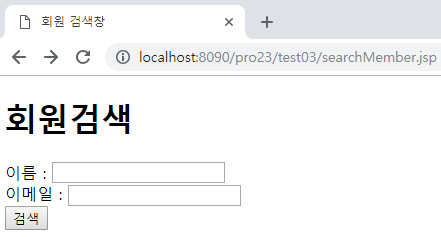 회원 검색창
localhost:8090/pro23/test03/searchMember.jsp
회원검색
이름 :
이메일 :
검색